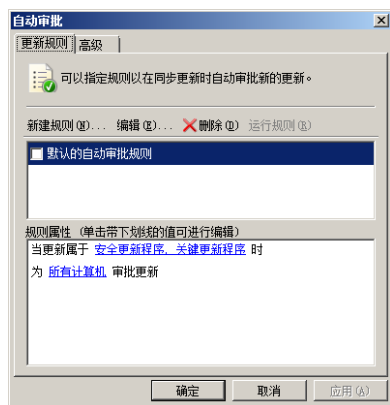 自动审批
更新规则 高级
可以指定规则以在同步更新时自动审批新的更新。
新建规则(W)... 编辑(E)... 删除(D) 运行规则(R)
默认的自动审批规则
规则属性 (单击带下划线的值可进行编辑)
当更新属于 安全更新程序, 关键更新程序 时
为 所有计算机 审批更新
确定 取消 应用(A)